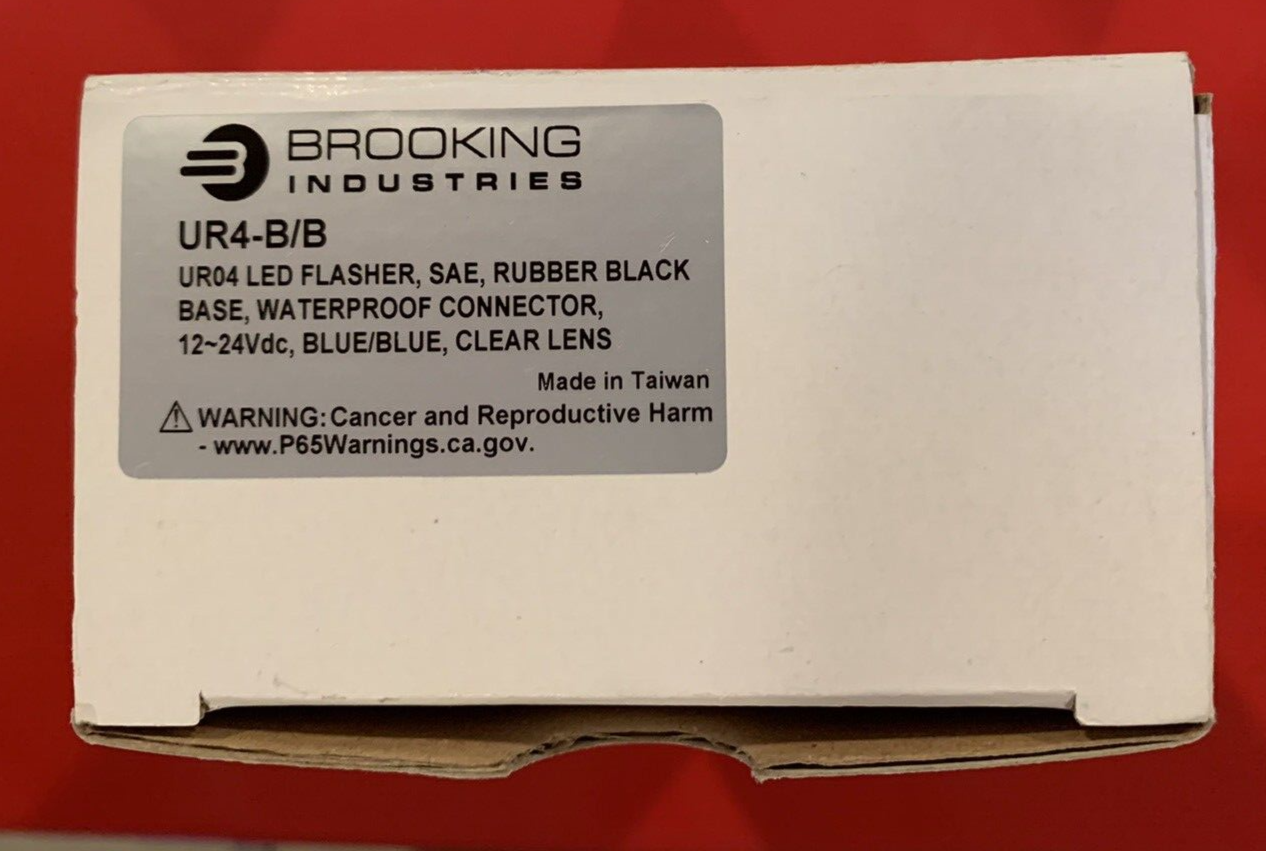 BROOKING
INDUSTRIES
UR4-B/B
UR04 LED FLASHER, SAE, RUBBER BLACK
BASE, WATERPROOF CONNECTOR,
12~24Vdc, BLUE/BLUE, CLEAR LENS
Made in Taiwan
WARNING: Cancer and Reproductive Harm
- www.P65Warnings.ca.gov.